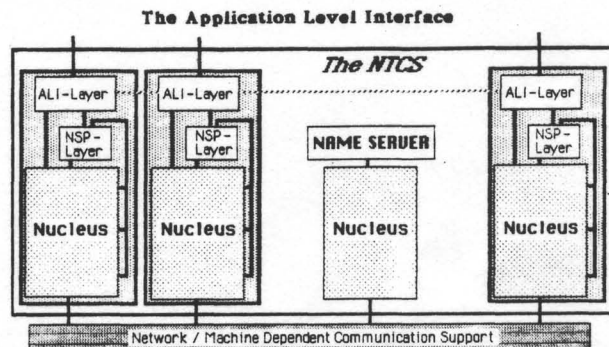 The Application Level Interface
The NTCS
ALI-Layer
ALI-Layer
ALI-Layer
NSP-
Layer
NSP-
Layer
NAME SERVER
NSP-
Layer
Nucleus
Nucleus
Nucleus
Nucleus
Network / Machine Dependent Communication Support